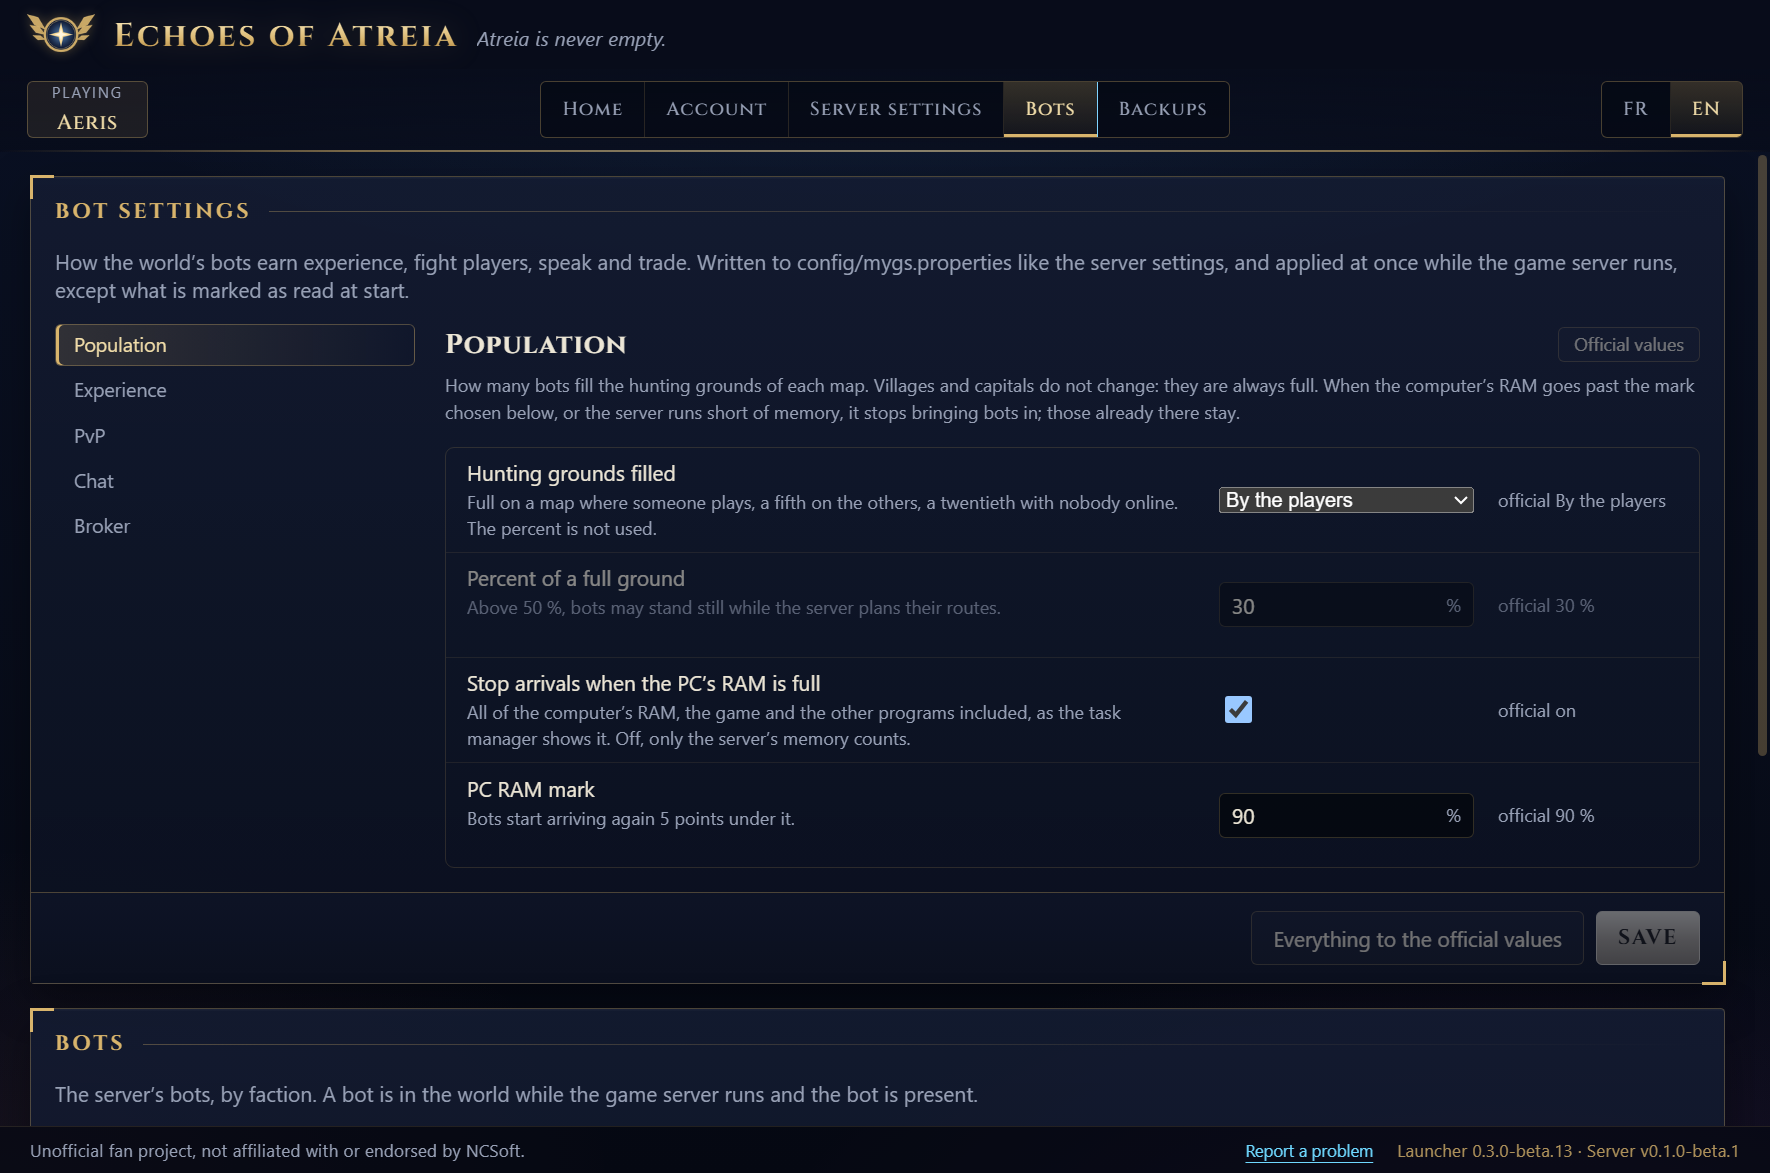 Echoes of Atreia
Atreia is never empty.
PLAYING
Aeris
Home
Account
Server settings
Bots
Backups
FR
EN
BOT SETTINGS
How the world’s bots earn experience, fight players, speak and trade. Written to config/mygs.properties like the server settings, and applied at once while the game server runs,
except what is marked as read at start.
Population
Experience
PvP
Chat
Broker
Population
Official values
How many bots fill the hunting grounds of each map. Villages and capitals do not change: they are always full. When the computer’s RAM goes past the mark
chosen below, or the server runs short of memory, it stops bringing bots in; those already there stay.
Hunting grounds filled
Full on a map where someone plays, a fifth on the others, a twentieth with nobody online.
The percent is not used.
By the players
official By the players
Percent of a full ground
Above 50 %, bots may stand still while the server plans their routes.
30 %
official 30 %
Stop arrivals when the PC’s RAM is full
All of the computer’s RAM, the game and the other programs included, as the task
manager shows it. Off, only the server’s memory counts.
official on
PC RAM mark
Bots start arriving again 5 points under it.
90 %
official 90 %
Everything to the official values
SAVE
BOTS
The server’s bots, by faction. A bot is in the world while the game server runs and the bot is present.
Unofficial fan project, not affiliated with or endorsed by NCSoft.
Report a problem
Launcher 0.3.0-beta.13 · Server v0.1.0-beta.1